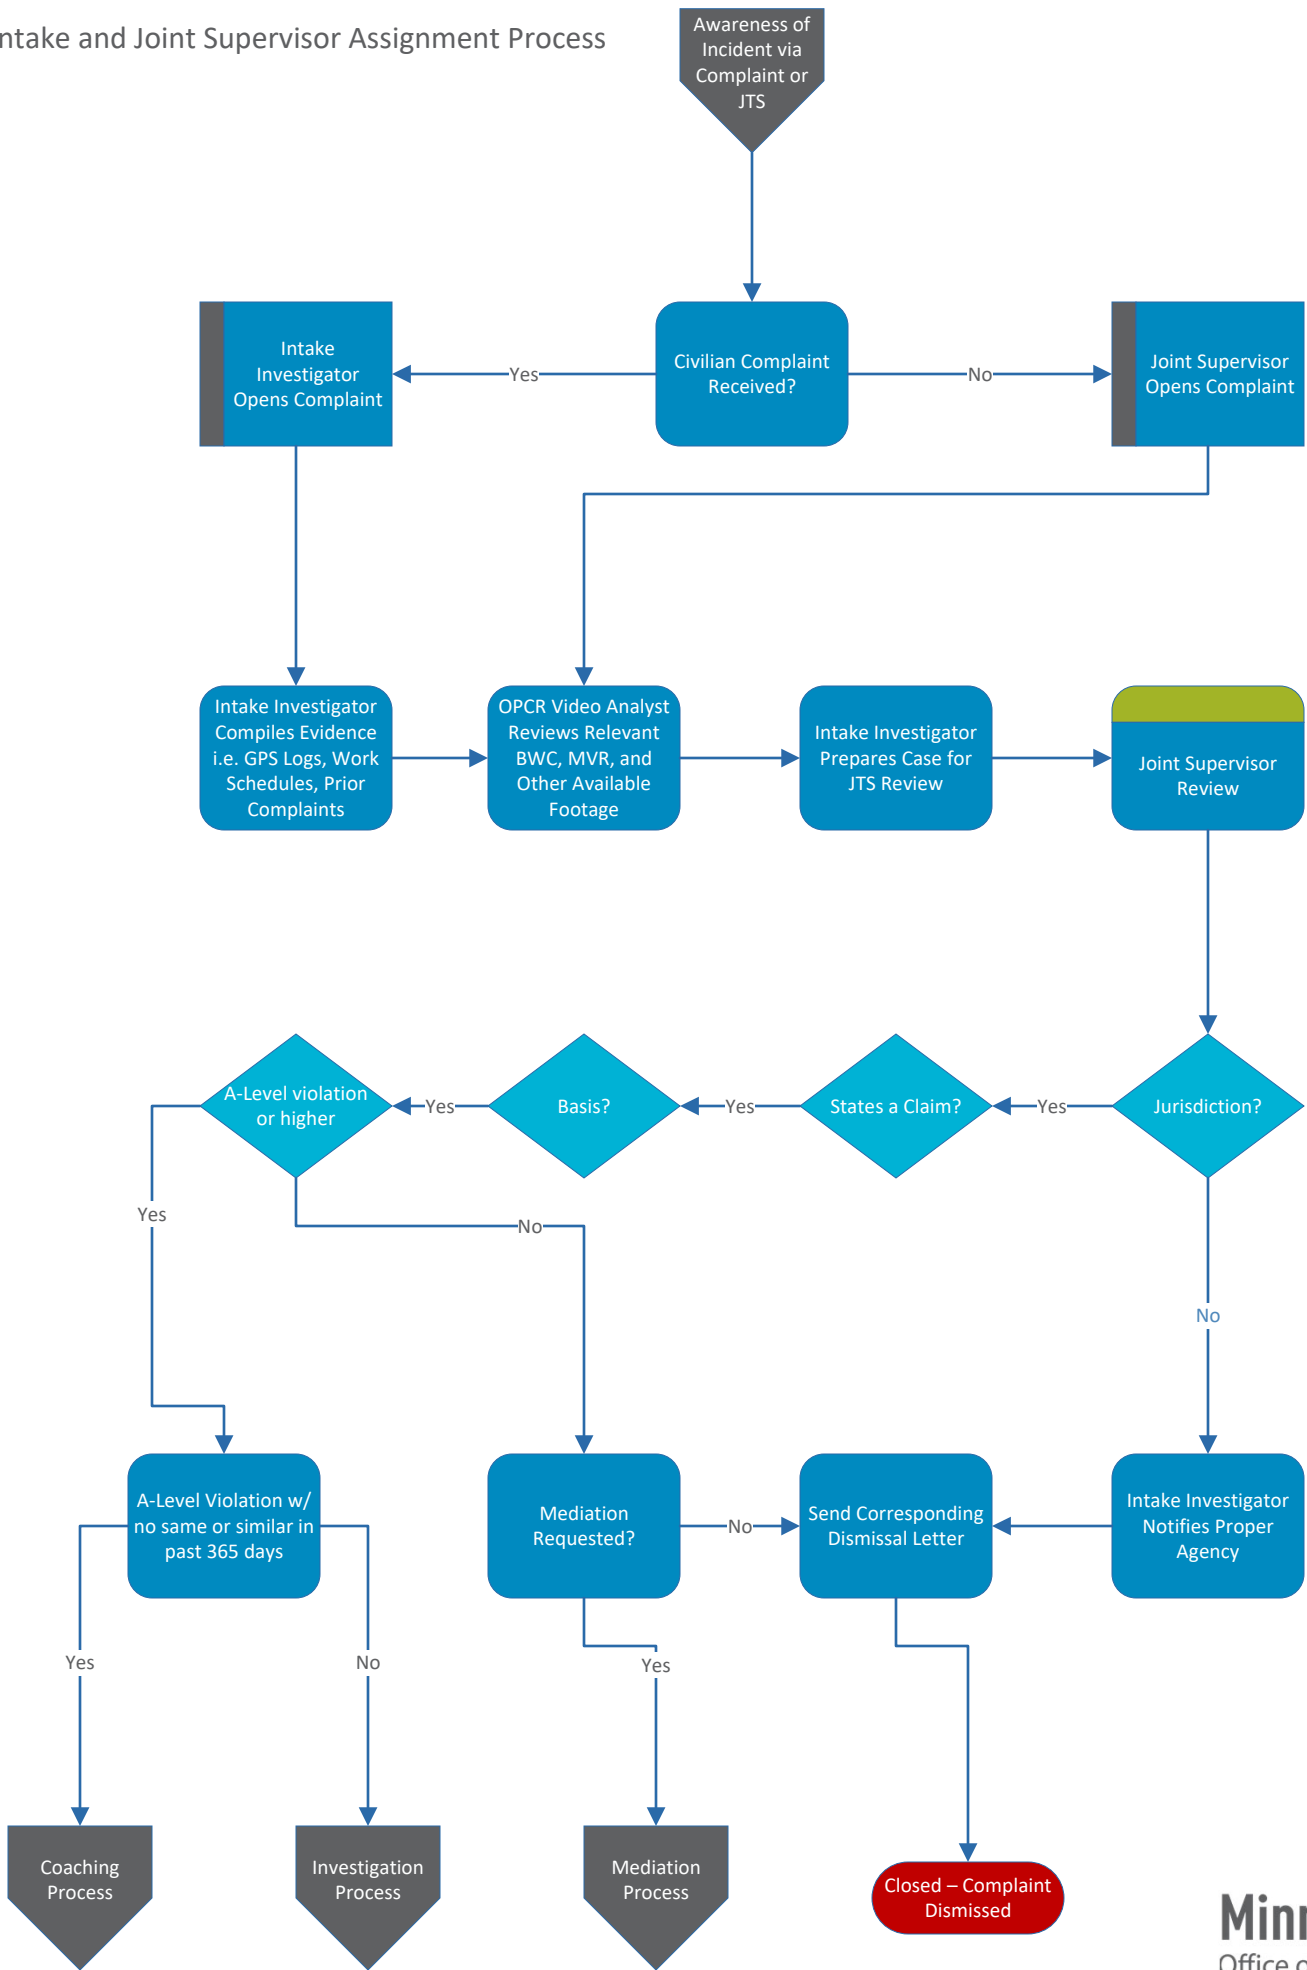 ntake and Joint Supervisor Assignment Process
Awareness of
Incident via
Complaint or
JTS
Intake
Investigator
Opens Complaint
Yes
Civilian Complaint
Received?
No
Joint Supervisor
Opens Complaint
Intake Investigator
Compiles Evidence
i.e. GPS Logs, Work
Schedules, Prior
Complaints
OPCR Video Analyst
Reviews Relevant
BWC, MVR, and
Other Available
Footage
Intake Investigator
Prepares Case for
JTS Review
Joint Supervisor
Review
A-Level violation
or higher
Yes
Basis?
Yes
States a Claim?
Yes
Jurisdiction?
Yes
No
No
A-Level Violation w/
no same or similar in
past 365 days
Mediation
Requested?
No
Send Corresponding
Dismissal Letter
Intake Investigator
Notifies Proper
Agency
Yes
No
Yes
Coaching
Process
Investigation
Process
Mediation
Process
Closed – Complaint
Dismissed
Minn
Office o